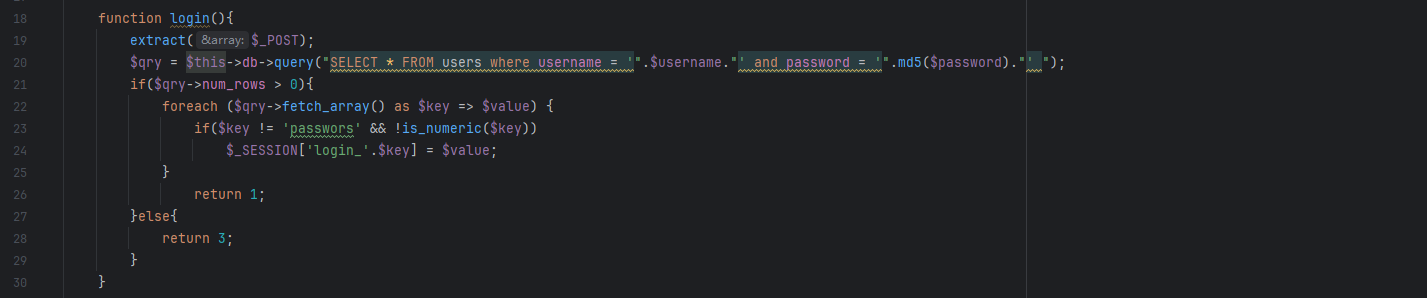 18 function login(){
19 extract( &array: $_POST);
20 $qry = $this->db->query("SELECT * FROM users where username = '".$username."' and password = '".md5($password)."' ");
21 if($qry->num_rows > 0){
22 foreach ($qry->fetch_array() as $key => $value) {
23 if($key != 'passwors' && !is_numeric($key))
24 $_SESSION['login_'.$key] = $value;
25 }
26 return 1;
27 }else{
28 return 3;
29 }
30 }